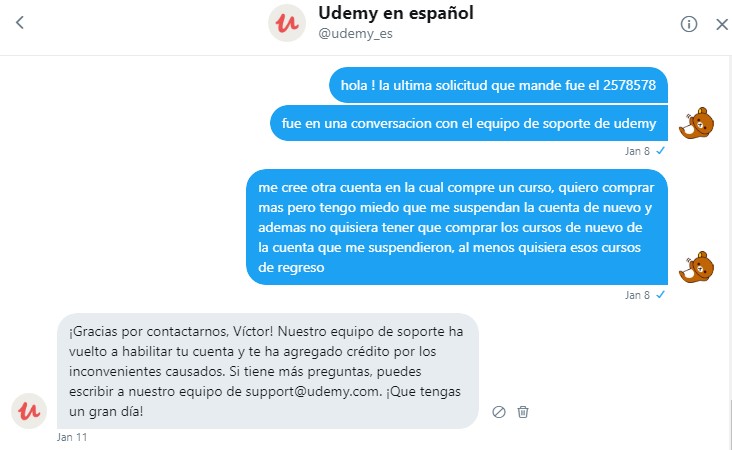 Udemy en español
@udemy_es
hola ! la ultima solicitud que mande fue el 2578578
fue en una conversacion con el equipo de soporte de udemy
Jan 8
me cree otra cuenta en la cual compre un curso, quiero comprar
mas pero tengo miedo que me suspendan la cuenta de nuevo y
ademas no quisiera tener que comprar los cursos de nuevo de
la cuenta que me suspendieron, al menos quisiera esos cursos
de regreso
Jan 8
¡Gracias por contactarnos, Víctor! Nuestro equipo de soporte ha
vuelto a habilitar tu cuenta y te ha agregado crédito por los
inconvenientes causados. Si tiene más preguntas, puedes
escribir a nuestro equipo de support@udemy.com. ¡Que tengas
un gran día!
Jan 11